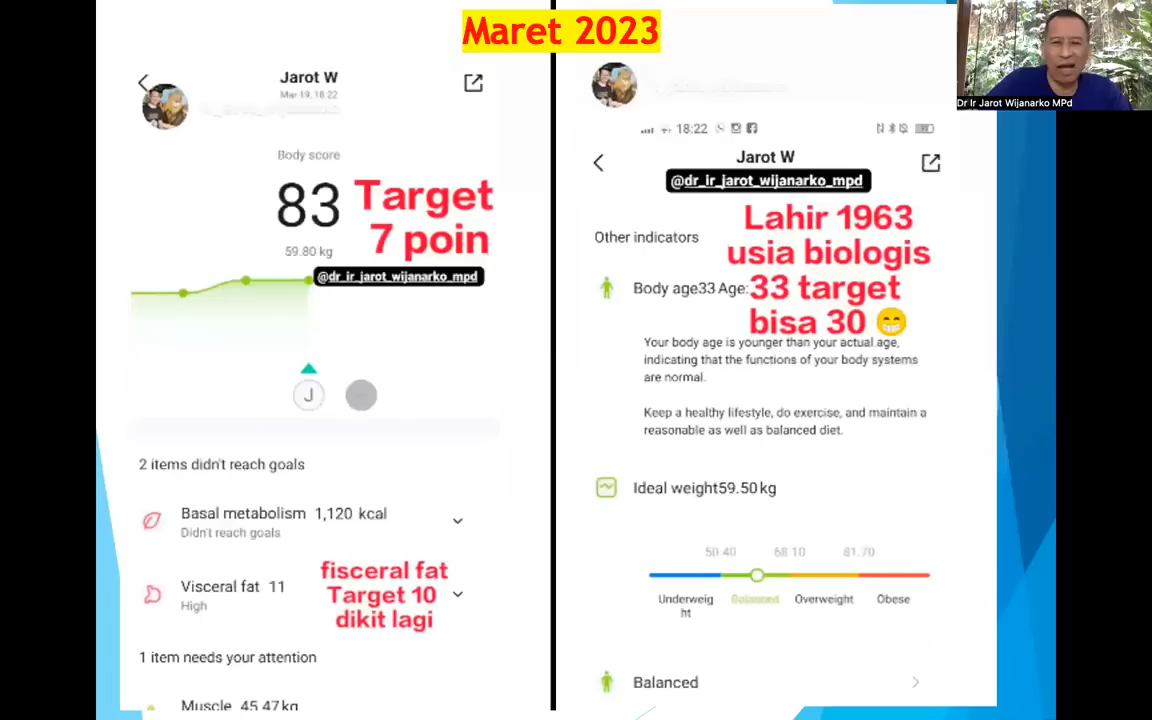 Maret 2023
Jarot W
Mar-19, 18:22
Body score
83
59.80 kg
Target
7 poin
@dr_ir_jarot_wijanarko_mpd
J
2 items didn't reach goals
Basal metabolism 1,120 kcal
Didn't reach goals
Visceral fat 11
High
fisceral fat
Target 10
dikit lagi
1 item needs your attention
Muscle 45.47kg
18:22
Jarot W
@dr_ir_jarot_wijanarko_mpd
Lahir 1963
usia biologis
33 target
bisa 30 😁
Other indicators
Body age33 Age:
Your body age is younger than your actual age,
indicating that the functions of your body systems
are normal.
Keep a healthy lifestyle, do exercise, and maintain a
reasonable as well as balanced diet.
Ideal weight59.50kg
50.40 68.10 81.70
Underweig
ht
Balanced
Overweight
Obese
Balanced
Dr Ir Jarot Wijanarko MPd